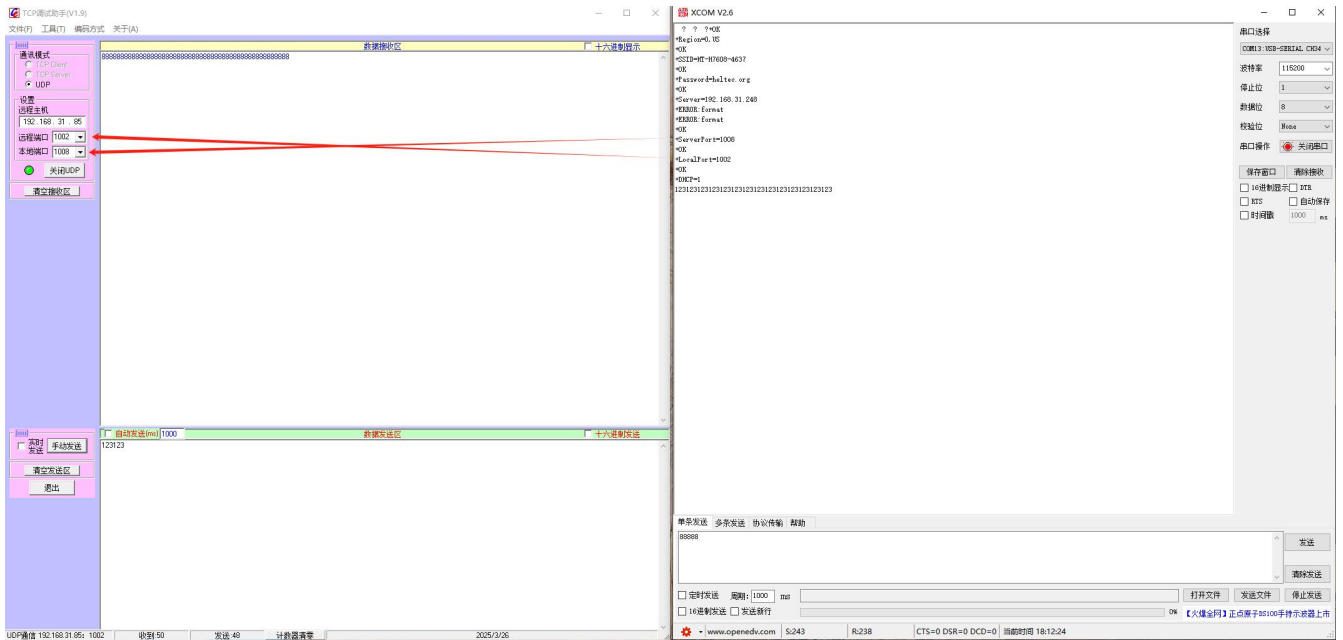 TCP调试助手(V1.9)
文件(F) 工具(T) 编码方式 关于(A)
通讯模式
TCP Client
TCP Server
UDP
设置
远程主机
192.168. 31 . 85
远程端口 1002
本地端口 1008
关闭UDP
清空接收区
数据接收区 十六进制显示
88888888888888888888888888888888888888888888888888
实时发送 手动发送
清空发送区
退出
自动发送(ms) 1000 数据发送区 十六进制发送
123123
UDP通信 192.168.31.85: 1002 收到:50 发送:48 计数器清零 2025/3/26
XCOM V2.6
? ? ?+OK
+Region=0,US
+OK
+SSID=HT-H7608-4637
+OK
+Password=heltec.org
+OK
+Server=192.168.31.248
+ERROR:format
+ERROR:format
+OK
+ServerPort=1008
+OK
+LocalPort=1002
+OK
+DHCP=1
123123123123123123123123123123123123123123
串口选择
COM13:USB-SERIAL CH34
波特率 115200
停止位 1
数据位 8
校验位 None
串口操作 关闭串口
保存窗口 清除接收
16进制显示 DTR
RTS 自动保存
时间戳 1000 ms
单条发送 多条发送 协议传输 帮助
88888
发送
清除发送
定时发送 周期: 1000 ms 打开文件 发送文件 停止发送
16进制发送 发送新行 0% 【火爆全网】正点原子DS100手持示波器上市
www.openedv.com S:243 R:238 CTS=0 DSR=0 DCD=0 当前时间 18:12:24